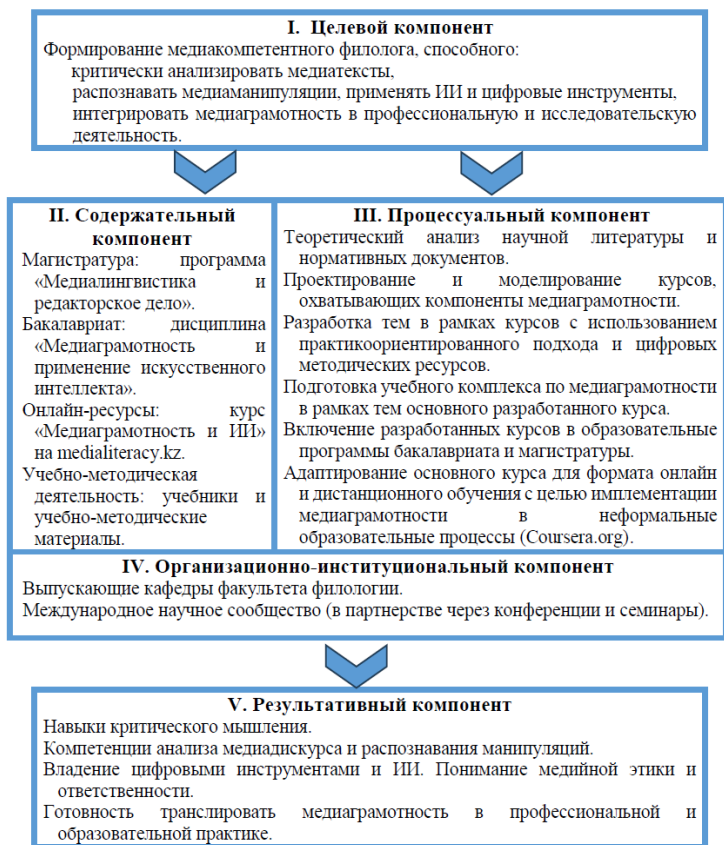 I. Целевой компонент
Формирование медиакомпетентного филолога, способного:
критически анализировать медиатексты,
распознавать медиаманипуляции, применять ИИ и цифровые инструменты,
интегрировать медиаграмотность в профессиональную и исследовательскую
деятельность.
II. Содержательный
компонент
Магистратура: программа
«Медиалингвистика и
редакторское дело».
Бакалавриат: дисциплина
«Медиаграмотность и
применение искусственного
интеллекта».
Онлайн-ресурсы: курс
«Медиаграмотность и ИИ»
на medialiteracy.kz.
Учебно-методическая
деятельность: учебники и
учебно-методические
материалы.
III. Процессуальный компонент
Теоретический анализ научной литературы и
нормативных документов.
Проектирование и моделирование курсов,
охватывающих компоненты медиаграмотности.
Разработка тем в рамках курсов с использованием
практикоориентированного подхода и цифровых
методических ресурсов.
Подготовка учебного комплекса по медиаграмотности
в рамках тем основного разработанного курса.
Включение разработанных курсов в образовательные
программы бакалавриата и магистратуры.
Адаптирование основного курса для формата онлайн
и дистанционного обучения с целью имплементации
медиаграмотности в неформальные
образовательные процессы (Coursera.org).
IV. Организационно-институциональный компонент
Выпускающие кафедры факультета филологии.
Международное научное сообщество (в партнерстве через конференции и семинары).
V. Результативный компонент
Навыки критического мышления.
Компетенции анализа медиадискурса и распознавания манипуляций.
Владение цифровыми инструментами и ИИ. Понимание медийной этики и
ответственности.
Готовность транслировать медиаграмотность в профессиональной и
образовательной практике.